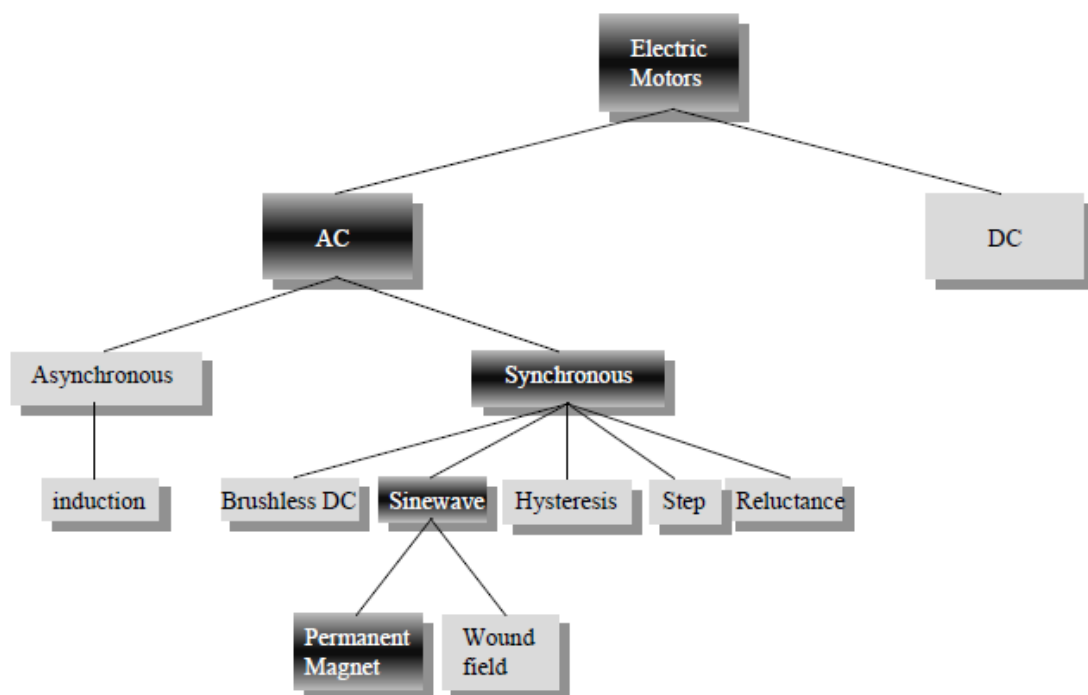 Electric
Motors
AC
DC
Asynchronous
Synchronous
induction
Brushless DC
Sinewave
Hysteresis
Step
Reluctance
Permanent
Magnet
Wound
field